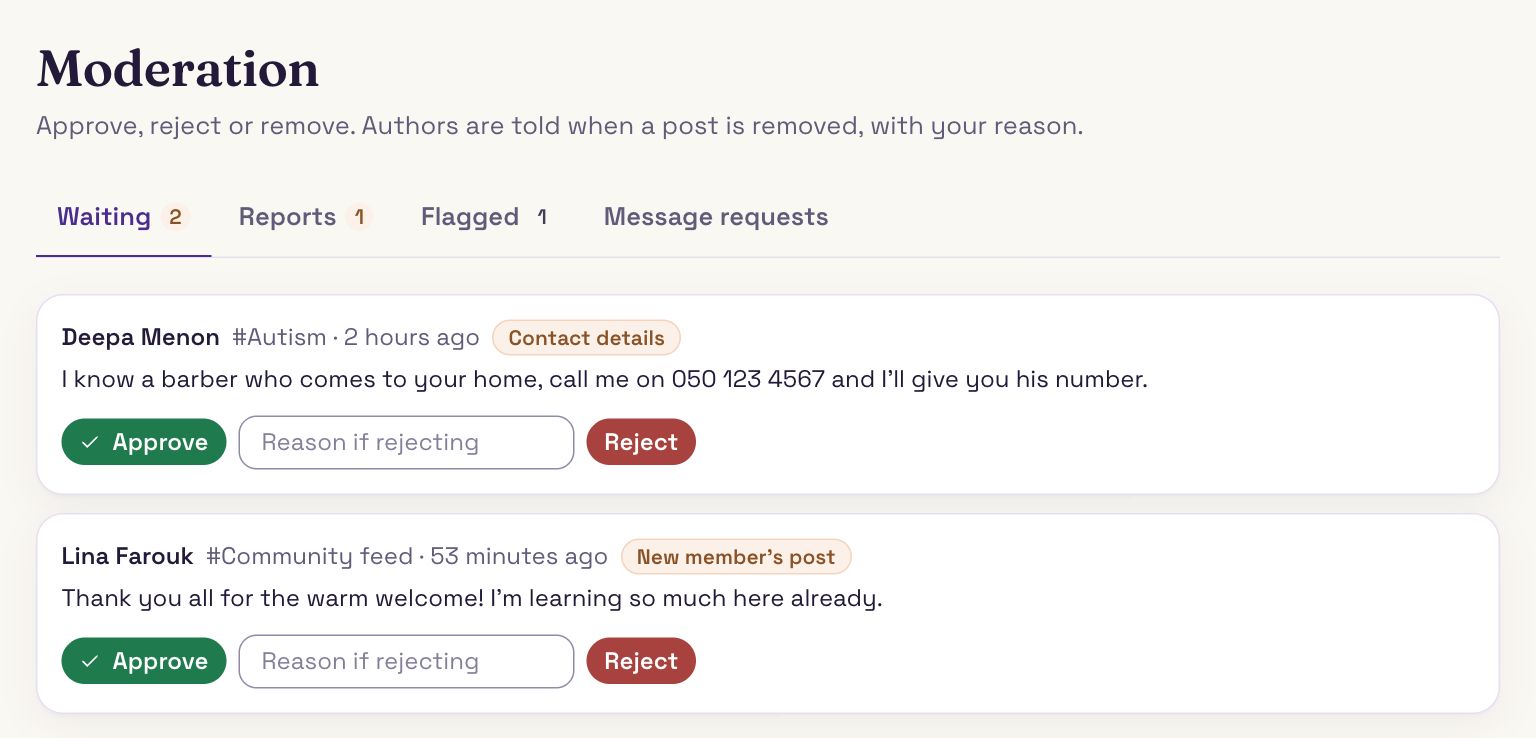 Moderation
Approve, reject or remove. Authors are told when a post is removed, with your reason.
Waiting 2 Reports 1 Flagged 1 Message requests
Deepa Menon #Autism · 2 hours ago Contact details
I know a barber who comes to your home, call me on 050 123 4567 and I’ll give you his number.
Approve Reason if rejecting Reject
Lina Farouk #Community feed · 53 minutes ago New member’s post
Thank you all for the warm welcome! I’m learning so much here already.
Approve Reason if rejecting Reject